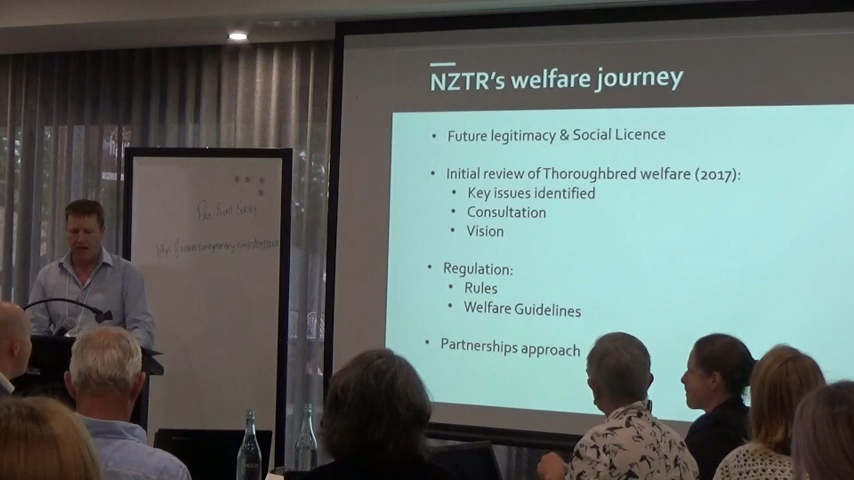 NZTR's welfare journey
• Future legitimacy & Social Licence
• Initial review of Thoroughbred welfare (2017):
• Key issues identified
• Consultation
• Vision
• Regulation:
• Rules
• Welfare Guidelines
• Partnerships approach